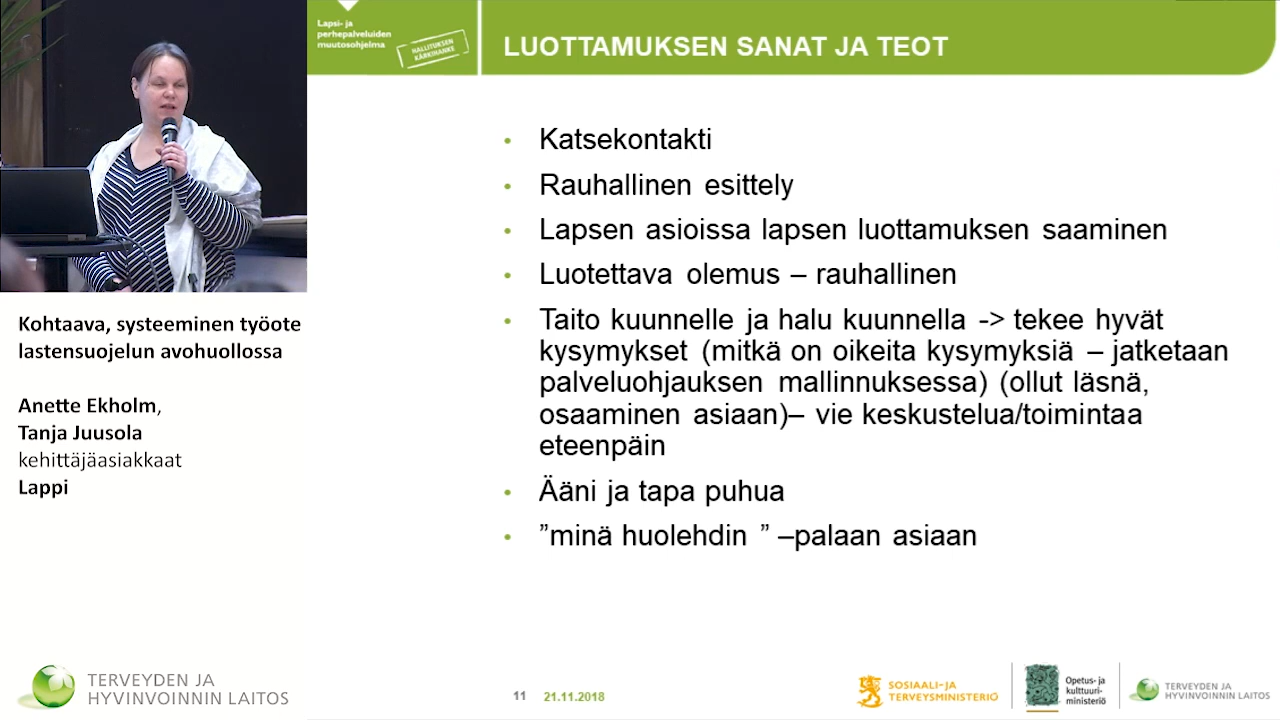 Lapsi- ja
perhepalveluiden
muutosohjelma
HALLITUKSEN
KÄRKIHANKE
LUOTTAMUKSEN SANAT JA TEOT
• Katsekontakti
• Rauhallinen esittely
• Lapsen asioissa lapsen luottamuksen saaminen
• Luotettava olemus – rauhallinen
• Taito kuunnelle ja halu kuunnella -> tekee hyvät
kysymykset (mitkä on oikeita kysymyksiä – jatketaan
palveluohjauksen mallinnuksessa) (ollut läsnä,
osaaminen asiaan)– vie keskustelua/toimintaa
eteenpäin
• Ääni ja tapa puhua
• ”minä huolehdin ” –palaan asiaan
Kohtaava, systeeminen työote
lastensuojelun avohuollossa
Anette Ekholm,
Tanja Juusola
kehittäjäasiakkaat
Lappi
TERVEYDEN JA
HYVINVOINNIN LAITOS
11 21.11.2018
SOSIAALI- JA
TERVEYSMINISTERIÖ
Opetus- ja
kulttuuri-
ministeriö
TERVEYDEN JA
HYVINVOINNIN LAITOS